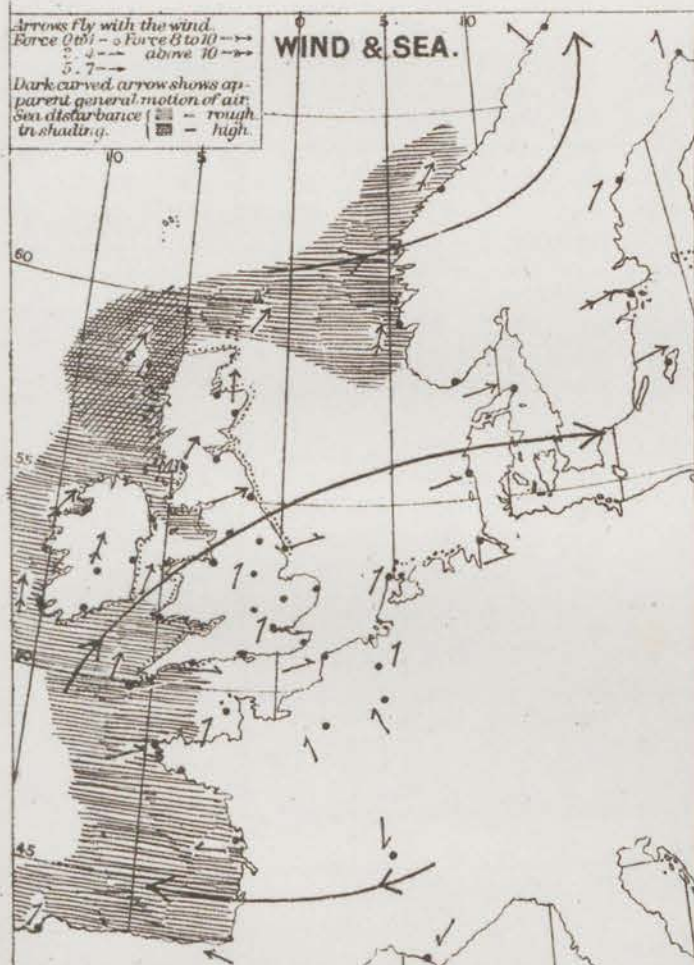 Arrows fly with the wind.
Force 0 to 1 - o Force 8 to 10 -
2 . 4 - above 10 -
5 . 7 -
Dark curved arrow shows ap-
parent general motion of air.
Sea disturbance - rough.
in shading. - high.
WIND & SEA.
0 5 10
10 5
60
55
45